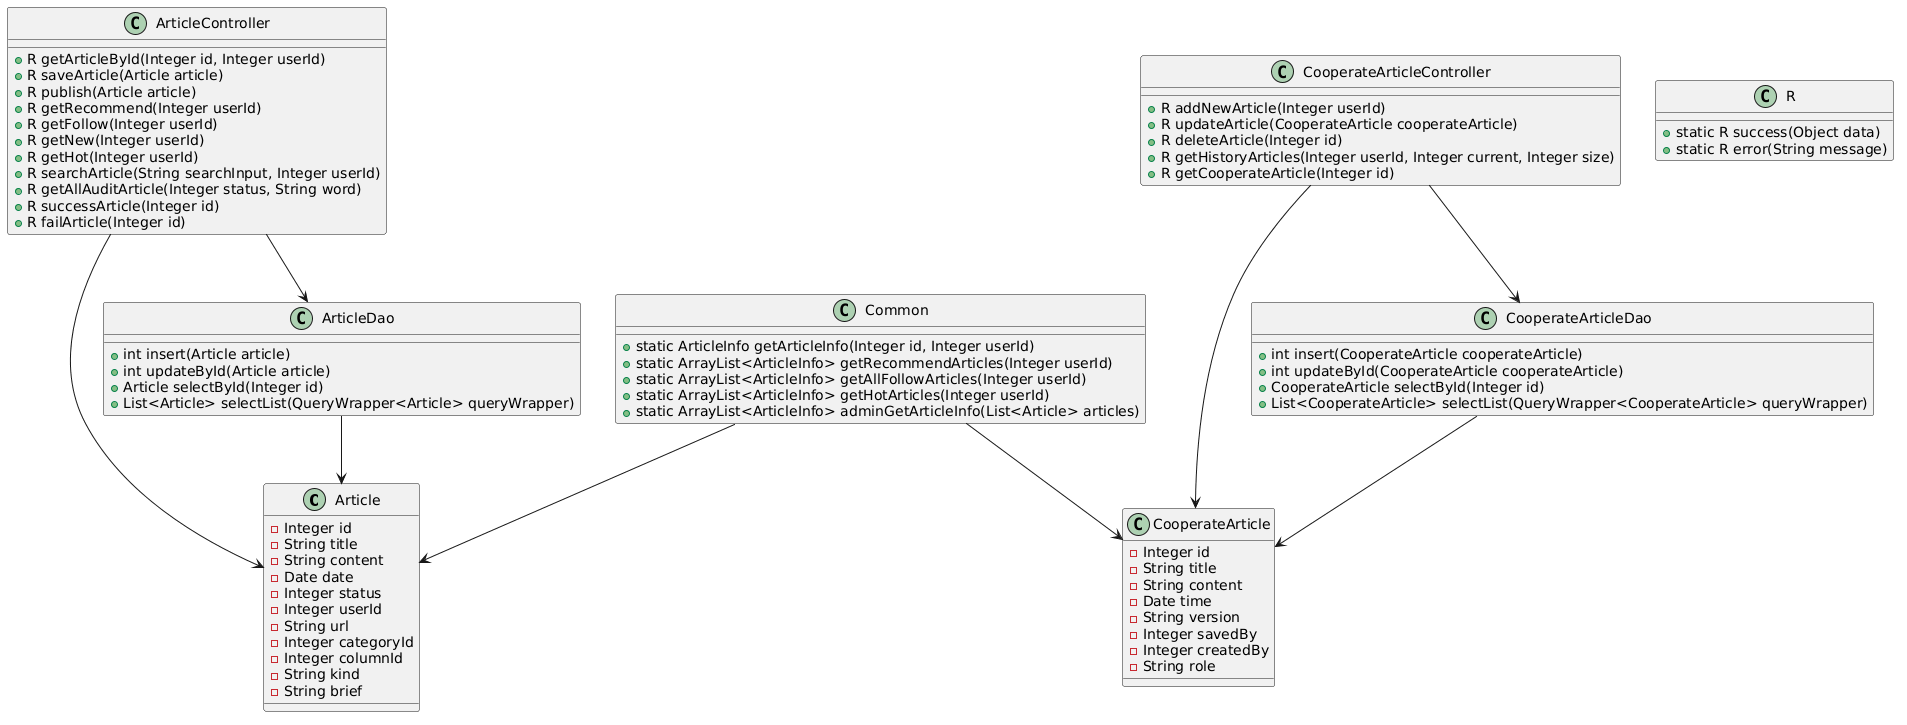 C ArticleController
R getArticleById(Integer id, Integer userId)
R saveArticle(Article article)
R publish(Article article)
R getRecommend(Integer userId)
R getFollow(Integer userId)
R getNew(Integer userId)
R getHot(Integer userId)
R searchArticle(String searchInput, Integer userId)
R getAllAuditArticle(Integer status, String word)
R successArticle(Integer id)
R failArticle(Integer id)
C CooperateArticleController
R addNewArticle(Integer userId)
R updateArticle(CooperateArticle cooperateArticle)
R deleteArticle(Integer id)
R getHistoryArticles(Integer userId, Integer current, Integer size)
R getCooperateArticle(Integer id)
C R
static R success(Object data)
static R error(String message)
C ArticleDao
int insert(Article article)
int updateById(Article article)
Article selectById(Integer id)
List<Article> selectList(QueryWrapper<Article> queryWrapper)
C Common
static ArticleInfo getArticleInfo(Integer id, Integer userId)
static ArrayList<ArticleInfo> getRecommendArticles(Integer userId)
static ArrayList<ArticleInfo> getAllFollowArticles(Integer userId)
static ArrayList<ArticleInfo> getHotArticles(Integer userId)
static ArrayList<ArticleInfo> adminGetArticleInfo(List<Article> articles)
C CooperateArticleDao
int insert(CooperateArticle cooperateArticle)
int updateById(CooperateArticle cooperateArticle)
CooperateArticle selectById(Integer id)
List<CooperateArticle> selectList(QueryWrapper<CooperateArticle> queryWrapper)
C Article
Integer id
String title
String content
Date date
Integer status
Integer userId
String url
Integer categoryId
Integer columnId
String kind
String brief
C CooperateArticle
Integer id
String title
String content
Date time
String version
Integer savedBy
Integer createdBy
String role